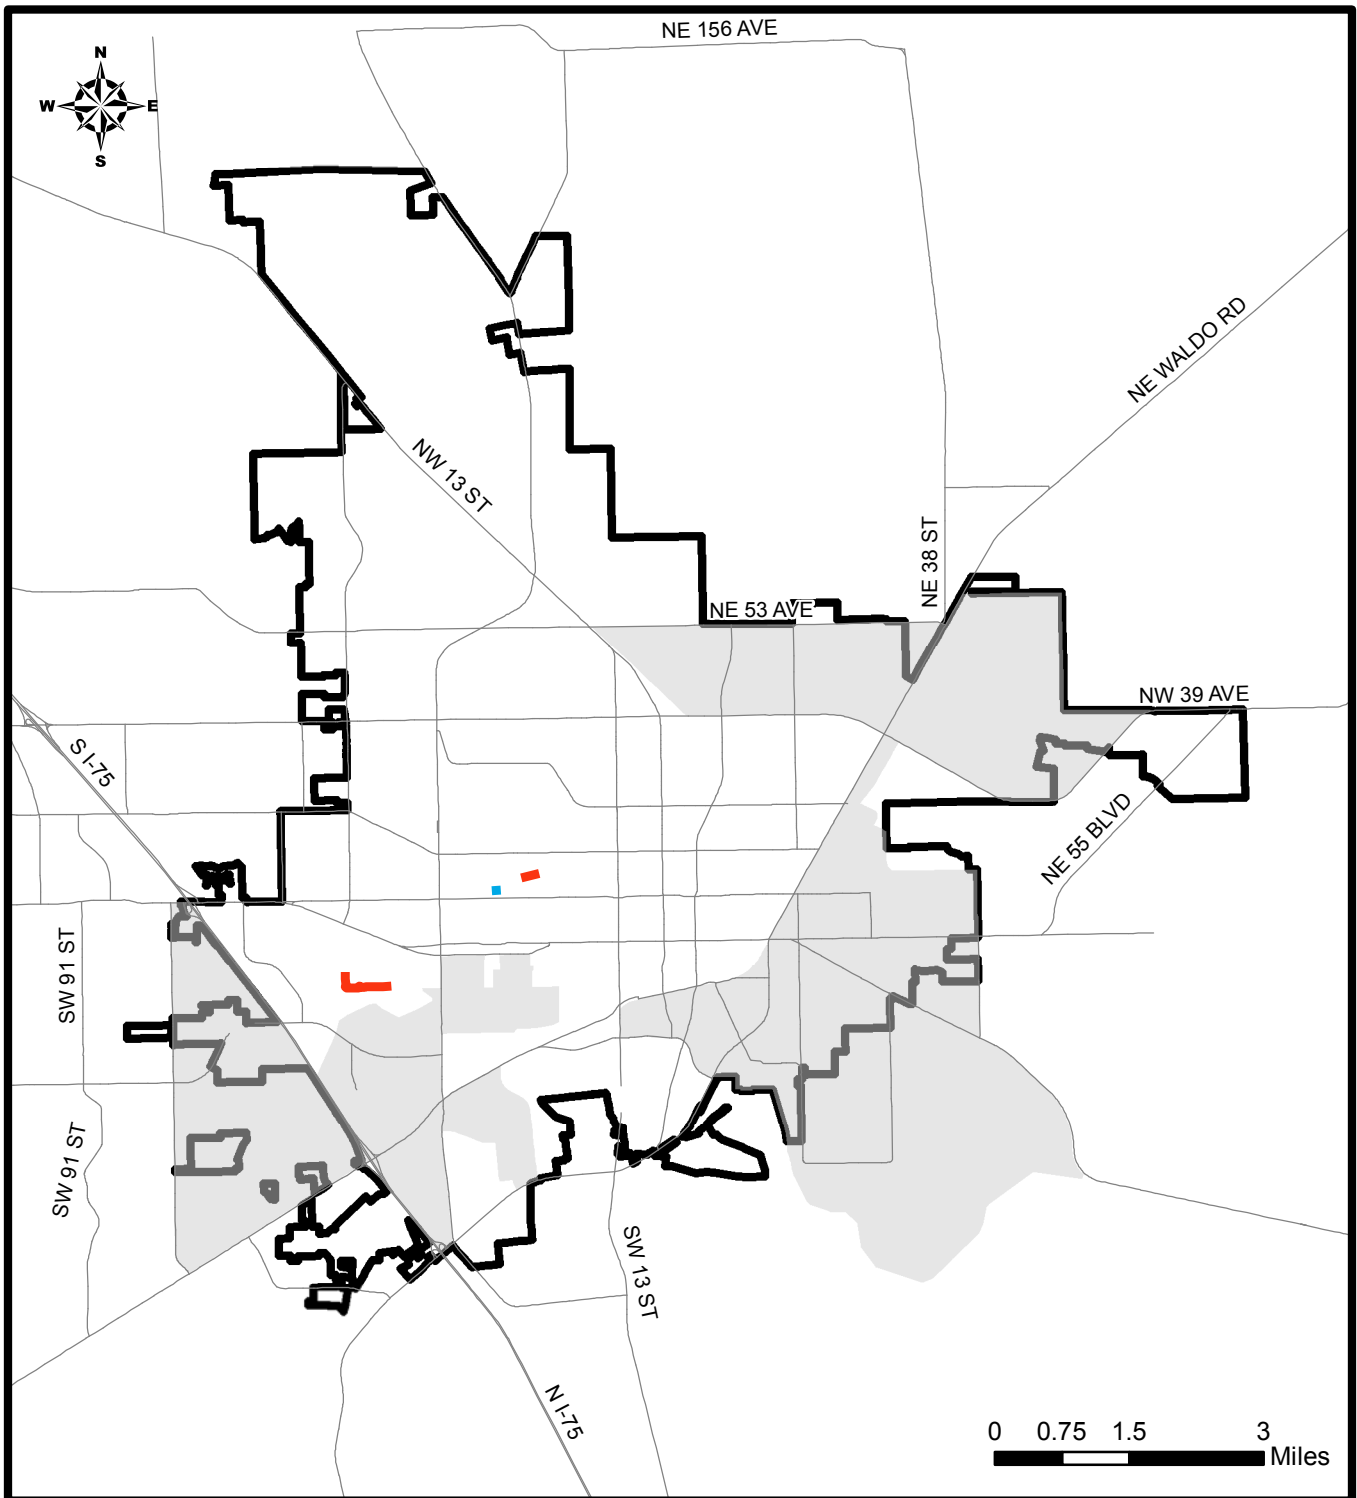 NE 156 AVE
N
W E
S
NE WALDO RD
NW 13 ST
NE 38 ST
NE 53 AVE
NW 39 AVE
S I-75
NE 55 BLVD
SW 91 ST
SW 91 ST
SW 13 ST
N I-75
0 0.75 1.5 3
Miles